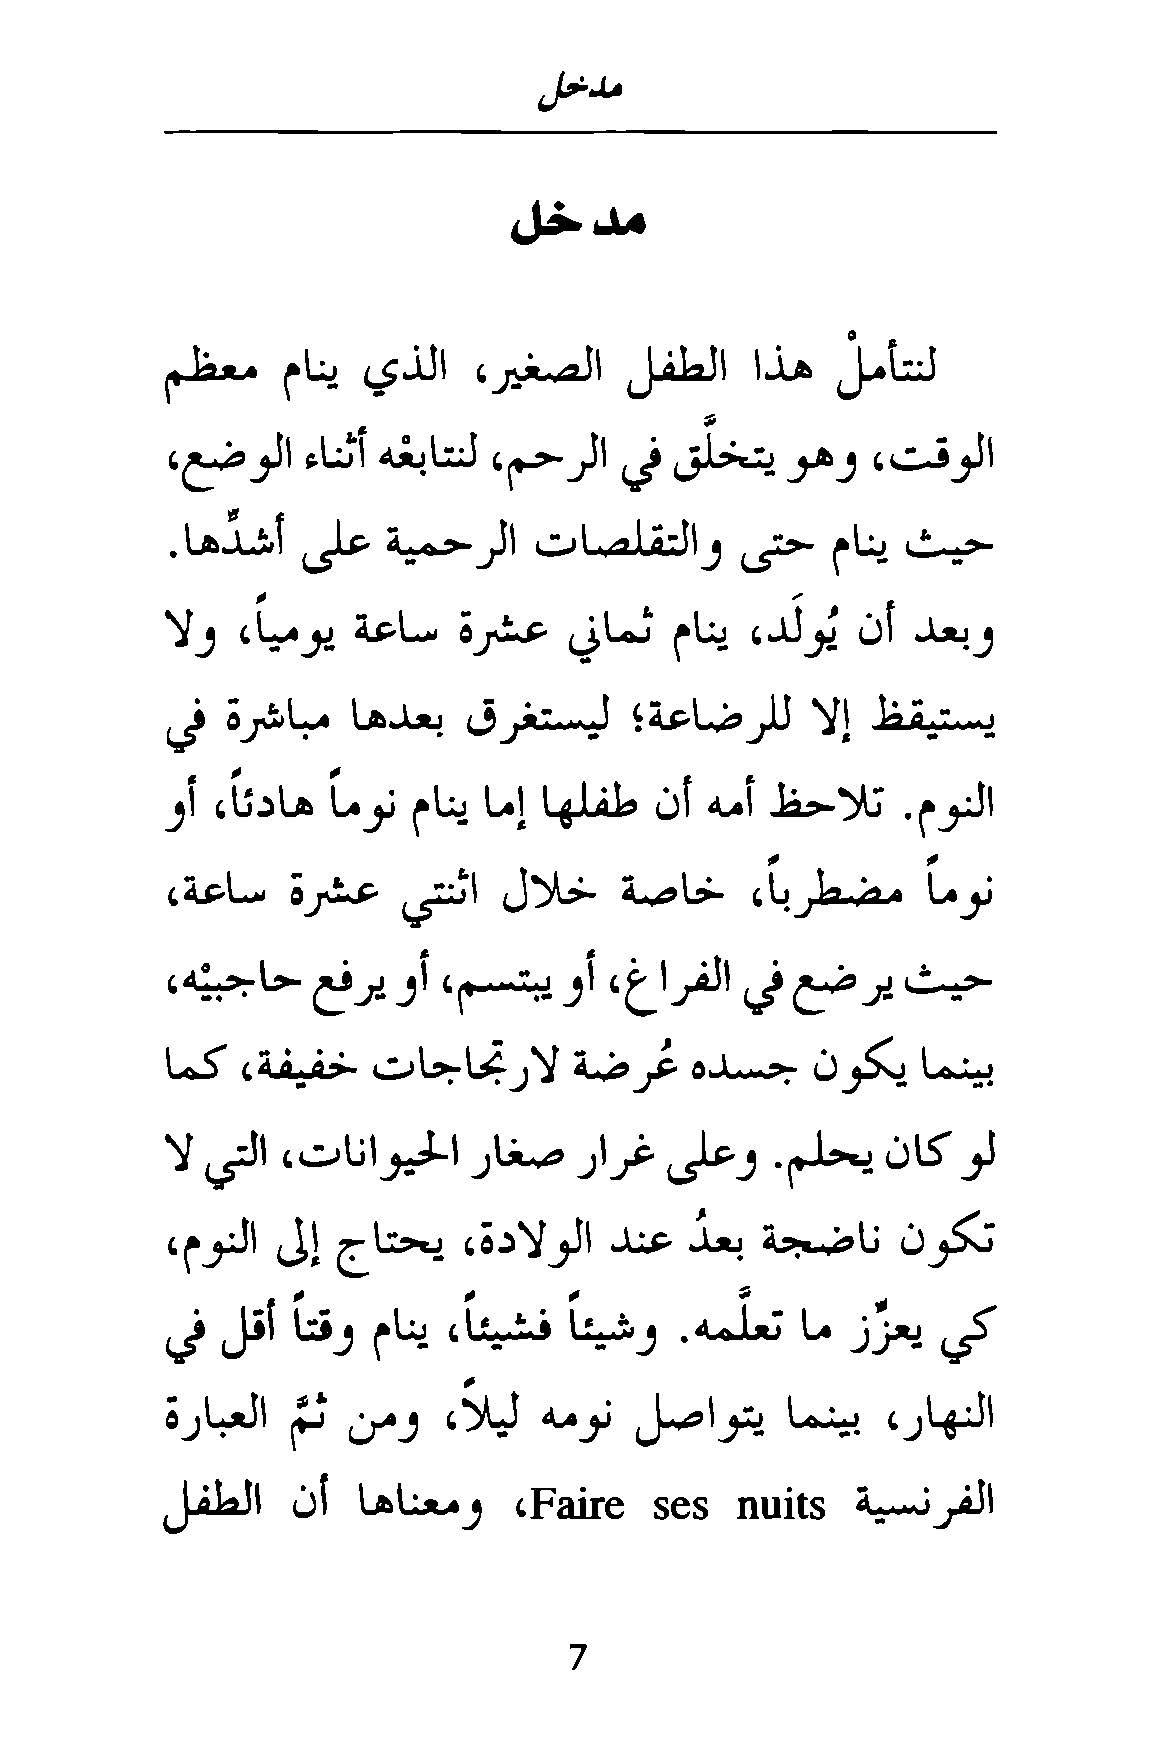 مدخل
مدخل
لنتأملْ هذا الطفل الصغير، الذي ينام معظم
الوقت، وهو يتخلَّق في الرحم، لنتابعْه أثناء الوضع،
حيث ينام حتى والتقلصات الرحمية على أشدِّها.
وبعد أن يُولَد، ينام ثماني عشرة ساعة يومياً، ولا
يستيقظ إلا للرضاعة؛ ليستغرق بعدها مباشرة في
النوم. تلاحظ أمه أن طفلها إما ينام نوماً هادئاً، أو
نوماً مضطرباً، خاصة خلال اثنتي عشرة ساعة،
حيث يرضع في الفراغ، أو يبتسم، أو يرفع حاجبيْه،
بينما يكون جسده عُرضة لارتجاجات خفيفة، كما
لو كان يحلم. وعلى غرار صغار الحيوانات، التي لا
تكون ناضجة بعدُ عند الولادة، يحتاج إلى النوم،
كي يعزِّز ما تعلَّمه. وشيئاً فشيئاً، ينام وقتاً أقل في
النهار، بينما يتواصل نومه ليلاً، ومن ثمَّ العبارة
الفرنسية Faire ses nuits، ومعناها أن الطفل
7